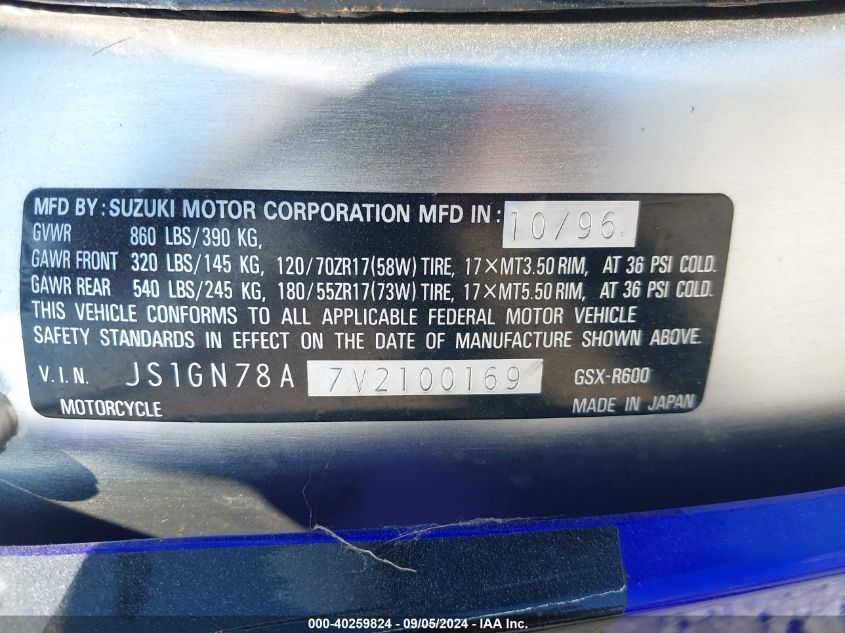 MFD BY : SUZUKI MOTOR CORPORATION MFD IN : 10/96
GVWR 860 LBS/390 KG,
GAWR FRONT 320 LBS/145 KG, 120/70ZR17(58W) TIRE, 17×MT3.50 RIM, AT 36 PSI COLD.
GAWR REAR 540 LBS/245 KG, 180/55ZR17(73W) TIRE, 17×MT5.50 RIM, AT 36 PSI COLD.
THIS VEHICLE CONFORMS TO ALL APPLICABLE FEDERAL MOTOR VEHICLE
SAFETY STANDARDS IN EFFECT ON THE DATE OF MANUFACTURE SHOWN ABOVE.
V.I.N. JS1GN78A 7V2100169 GSX-R600
MOTORCYCLE MADE IN JAPAN
000-40259824 - 09/05/2024 - IAA Inc.